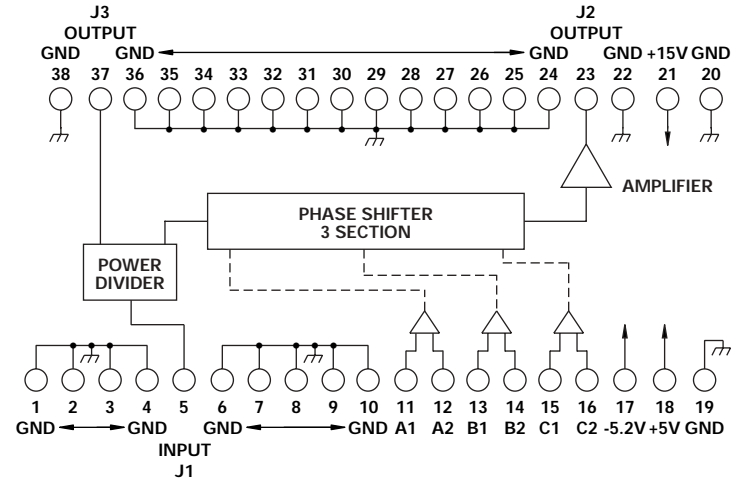 J3 J2
OUTPUT OUTPUT
GND GND GND GND +15V GND
38 37 36 35 34 33 32 31 30 29 28 27 26 25 24 23 22 21 20
AMPLIFIER
PHASE SHIFTER
3 SECTION
POWER
DIVIDER
1 2 3 4 5 6 7 8 9 10 11 12 13 14 15 16 17 18 19
GND GND GND GND A1 A2 B1 B2 C1 C2 -5.2V +5V GND
INPUT
J1